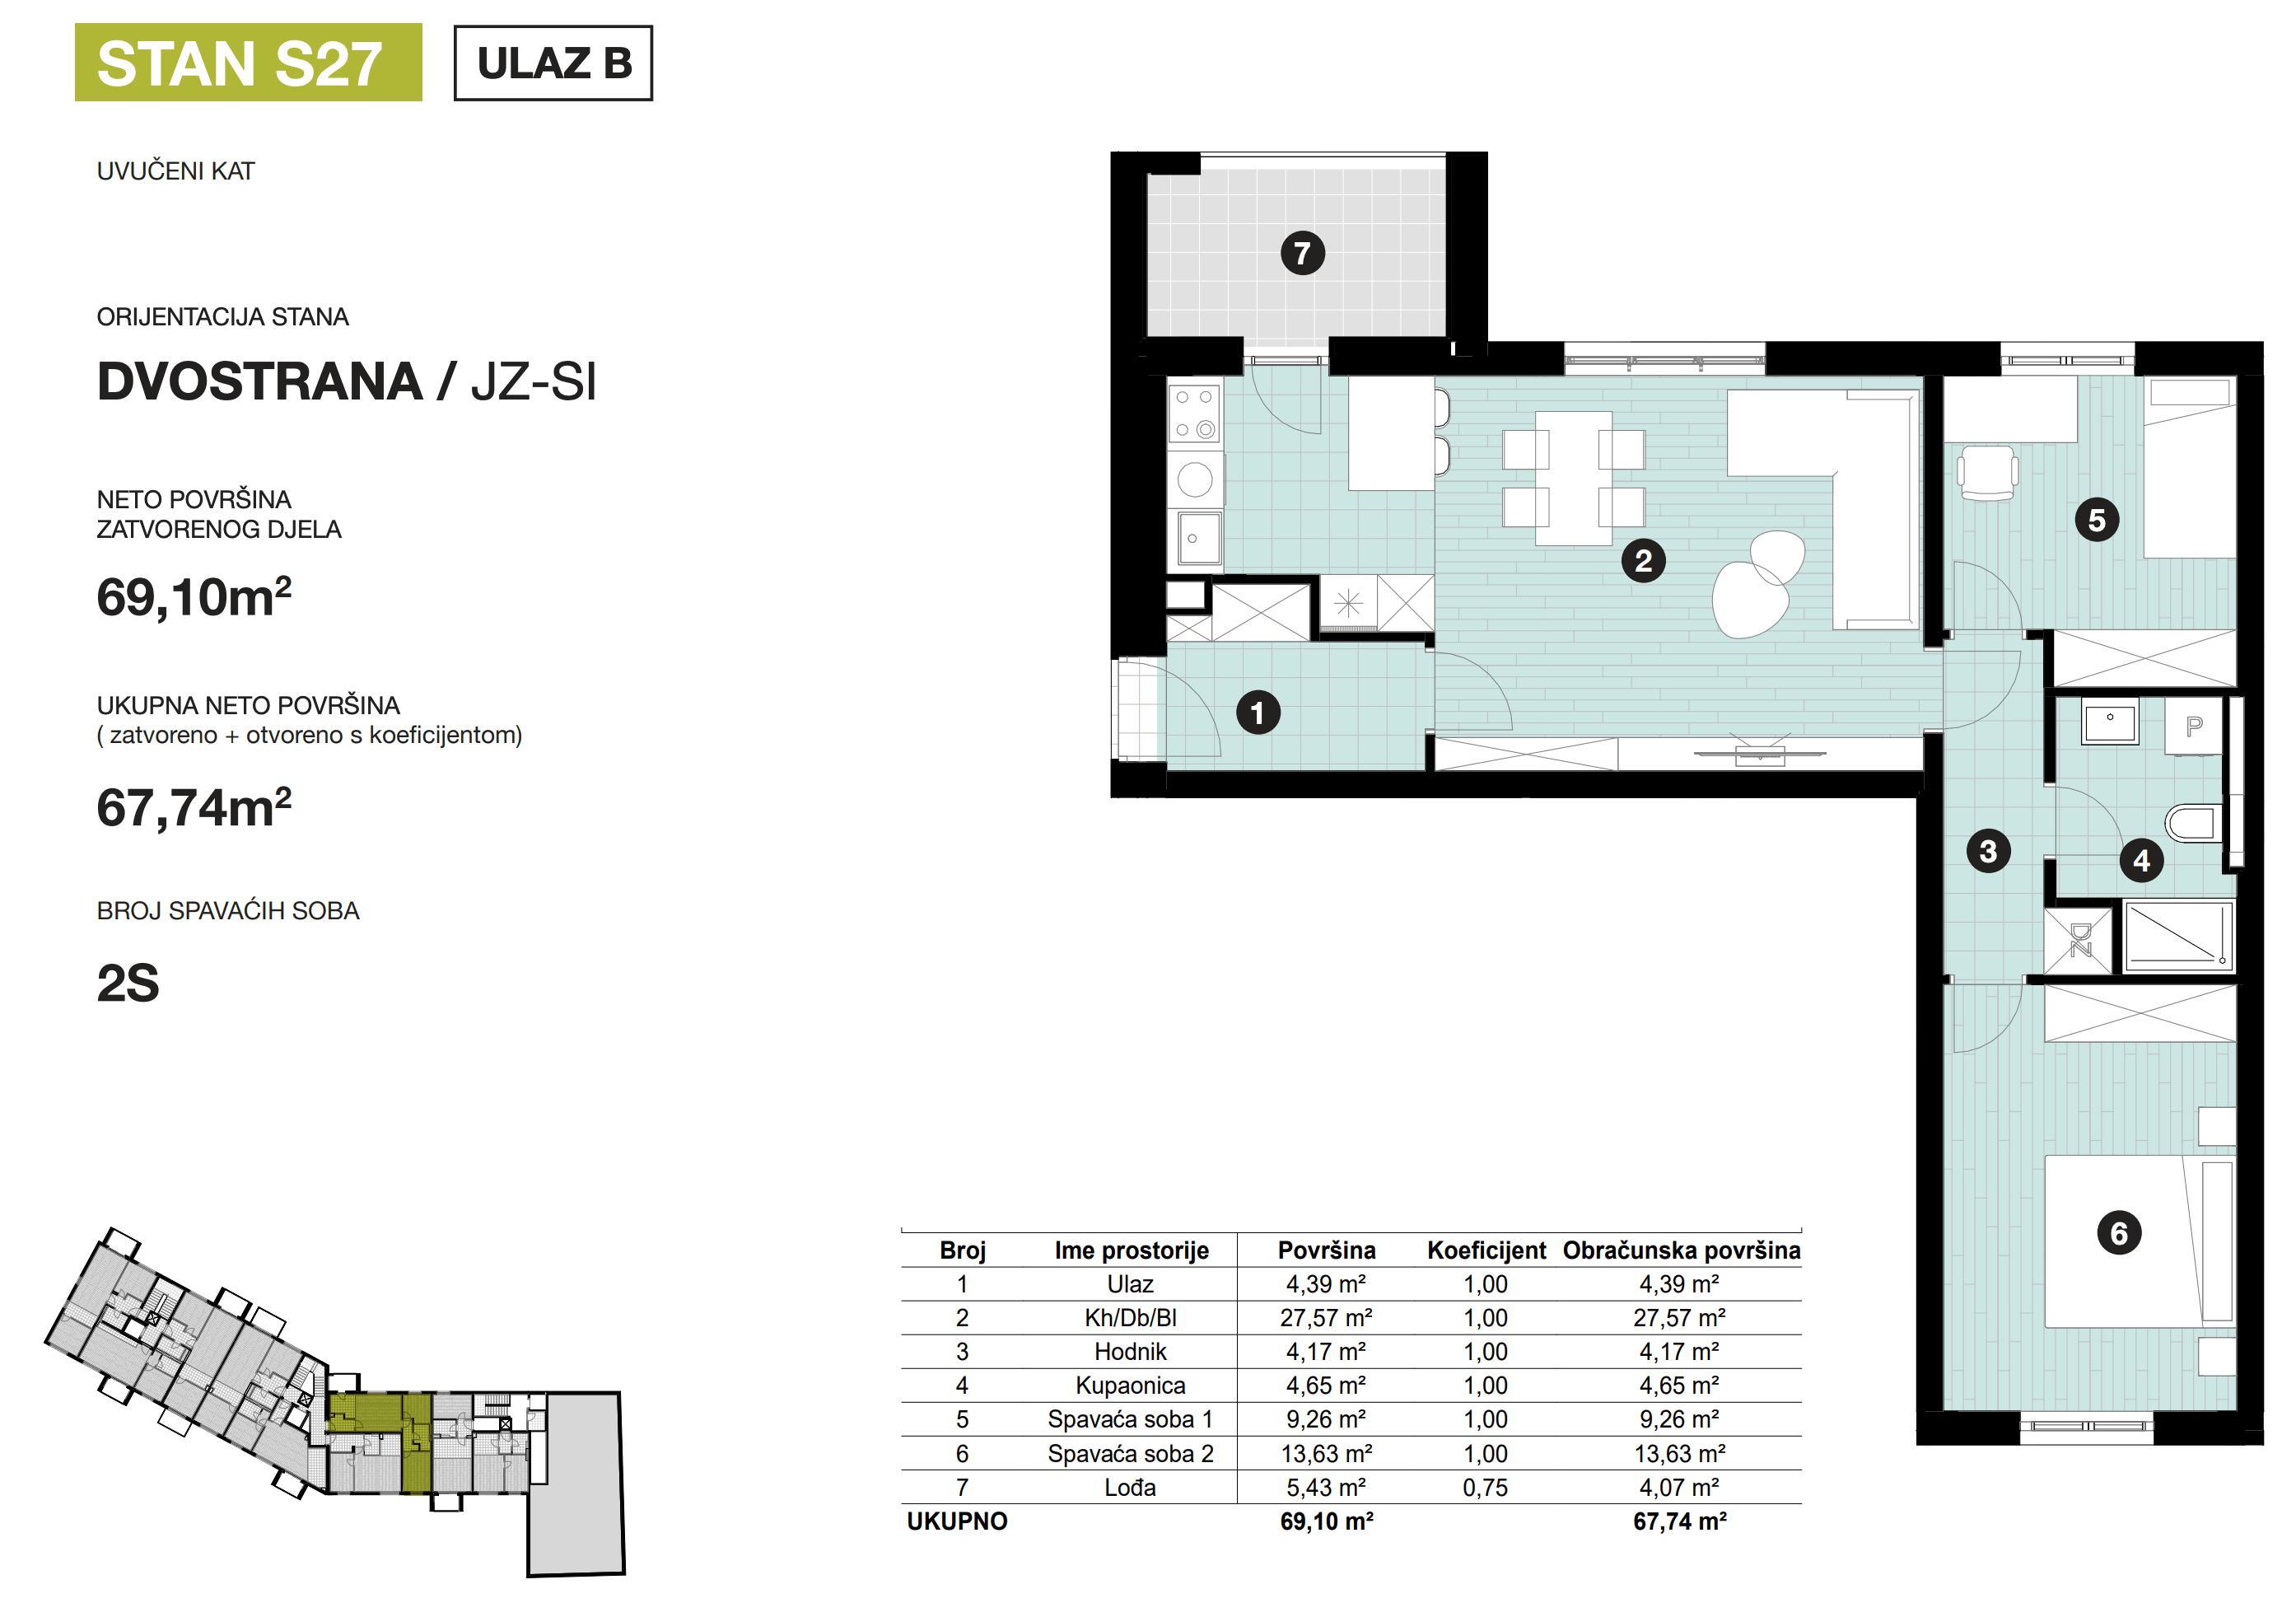 STAN S27
ULAZ B
UVUČENI KAT
ORIJENTACIJA STANA
DVOSTRANA / JZ-SI
NETO POVRŠINA
ZATVORENOG DJELA
69,10m²
UKUPNA NETO POVRŠINA
( zatvoreno + otvoreno s koeficijentom)
67,74m²
BROJ SPAVAĆIH SOBA
2S
7
5
2
1
P
3
4
ZD
6
Broj Ime prostorije Površina Koeficijent Obračunska površina
1 Ulaz 4,39 m² 1,00 4,39 m²
2 Kh/Db/Bl 27,57 m² 1,00 27,57 m²
3 Hodnik 4,17 m² 1,00 4,17 m²
4 Kupaonica 4,65 m² 1,00 4,65 m²
5 Spavaća soba 1 9,26 m² 1,00 9,26 m²
6 Spavaća soba 2 13,63 m² 1,00 13,63 m²
7 Lođa 5,43 m² 0,75 4,07 m²
UKUPNO 69,10 m² 67,74 m²